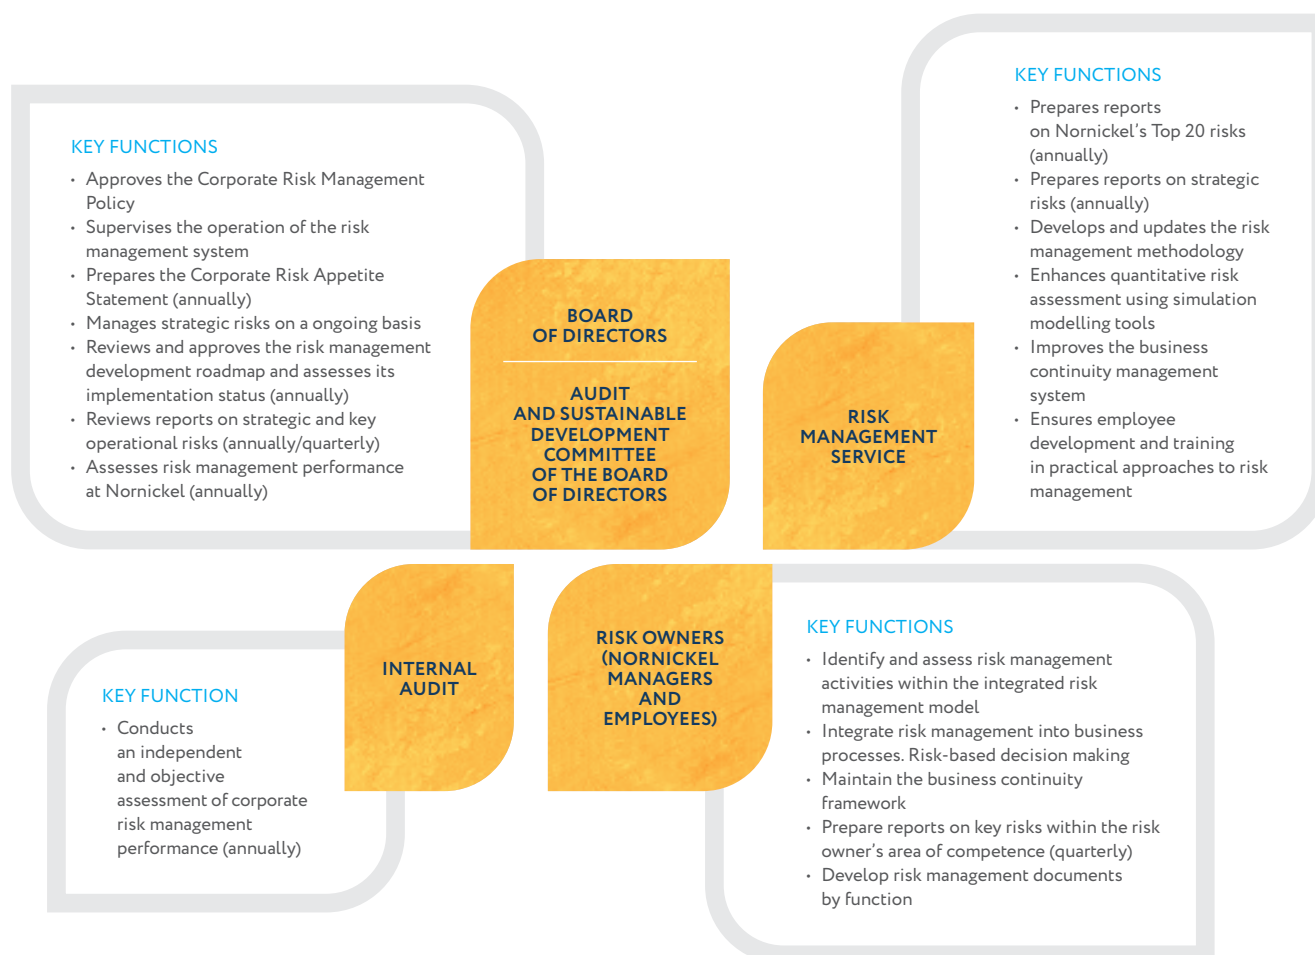 KEY FUNCTIONS
• Approves the Corporate Risk Management
Policy
• Supervises the operation of the risk
management system
• Prepares the Corporate Risk Appetite
Statement (annually)
• Manages strategic risks on a ongoing basis
• Reviews and approves the risk management
development roadmap and assesses its
implementation status (annually)
• Reviews reports on strategic and key
operational risks (annually/quarterly)
• Assesses risk management performance
at Nornickel (annually)
BOARD
OF DIRECTORS
AUDIT
AND SUSTAINABLE
DEVELOPMENT
COMMITTEE
OF THE BOARD
OF DIRECTORS
RISK
MANAGEMENT
SERVICE
KEY FUNCTIONS
• Prepares reports
on Nornickel's Top 20 risks
(annually)
• Prepares reports on strategic
risks (annually)
• Develops and updates the risk
management methodology
• Enhances quantitative risk
assessment using simulation
modelling tools
• Improves the business
continuity management
system
• Ensures employee
development and training
in practical approaches to risk
management
KEY FUNCTION
• Conducts
an independent
and objective
assessment of corporate
risk management
performance (annually)
INTERNAL
AUDIT
RISK OWNERS
(NORNICKEL
MANAGERS
AND
EMPLOYEES)
KEY FUNCTIONS
• Identify and assess risk management
activities within the integrated risk
management model
• Integrate risk management into business
processes. Risk-based decision making
• Maintain the business continuity
framework
• Prepare reports on key risks within the risk
owner's area of competence (quarterly)
• Develop risk management documents
by function